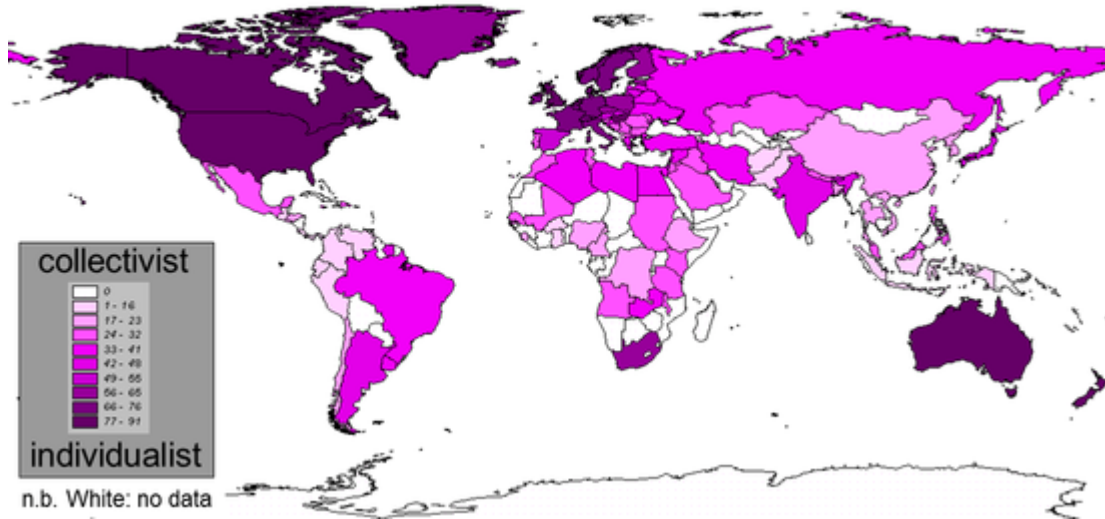 collectivist
0
1 - 16
17 - 23
24 - 32
33 - 41
42 - 48
49 - 55
56 - 65
66 - 76
77 - 91
individualist
n.b. White: no data